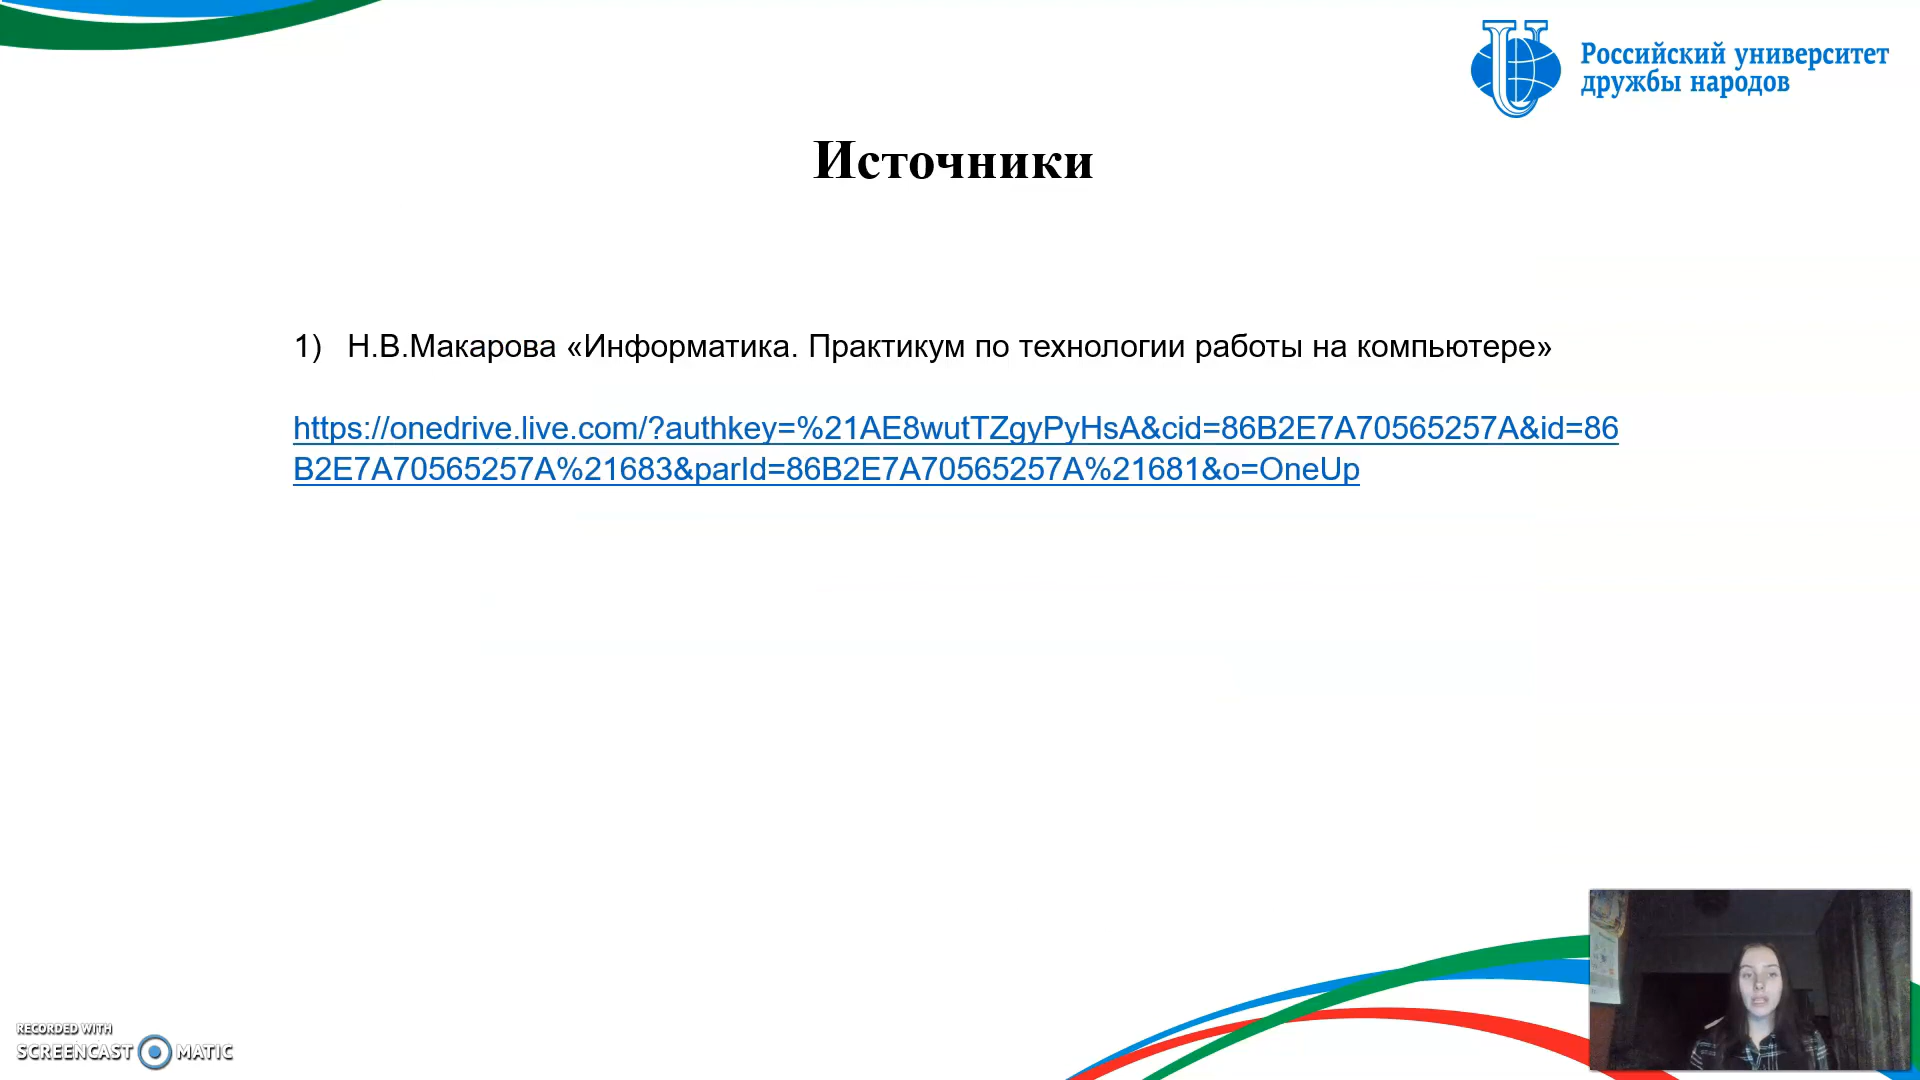 Российский университет
дружбы народов
Источники
1) Н.В.Макарова «Информатика. Практикум по технологии работы на компьютере»
https://onedrive.live.com/?authkey=%21AE8wutTZgyPyHsA&cid=86B2E7A70565257A&id=86
B2E7A70565257A%21683&parId=86B2E7A70565257A%21681&o=OneUp
RECORDED WITH
SCREENCAST MATIC